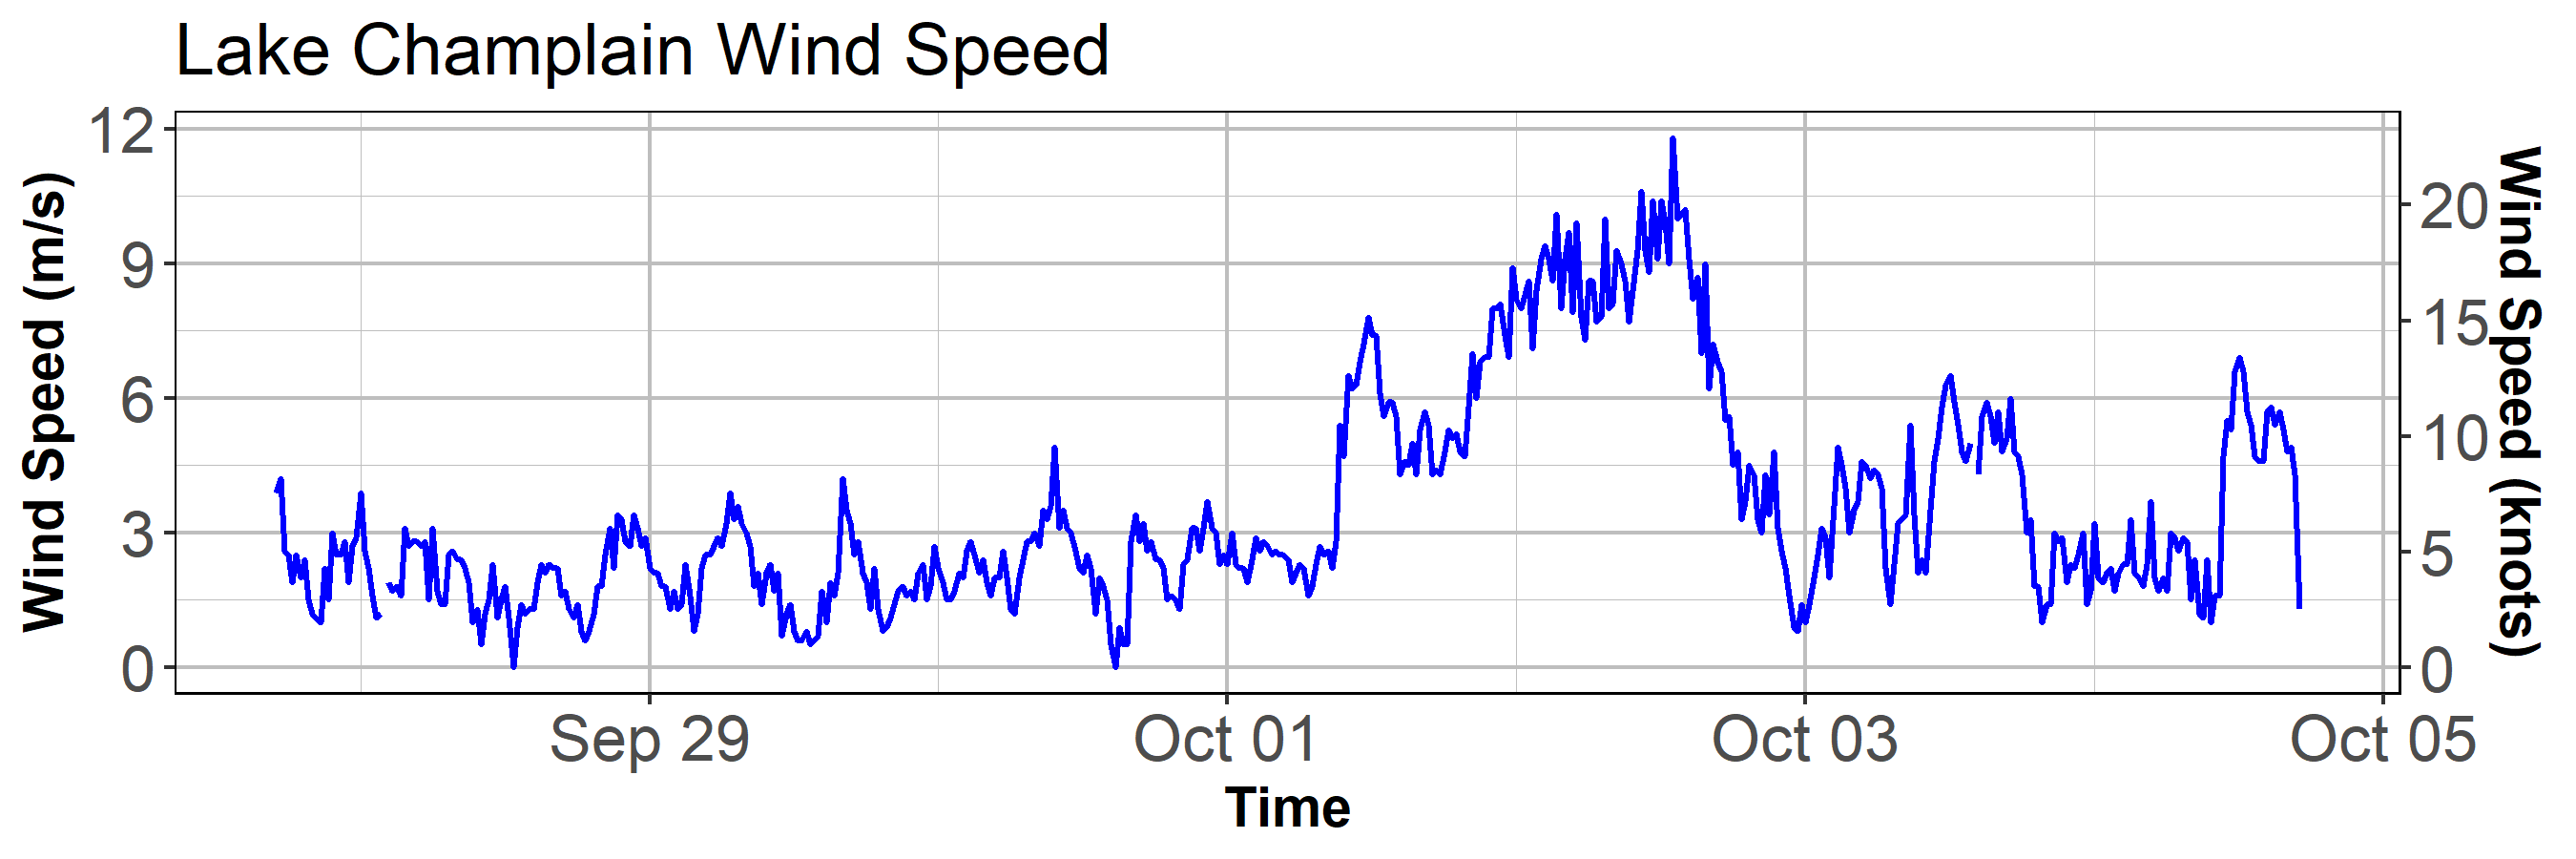 Lake Champlain Wind Speed
Wind Speed (m/s)
12
9
6
3
0
20
15
10
5
0
Wind Speed (knots)
Sep 29
Oct 01
Oct 03
Oct 05
Time